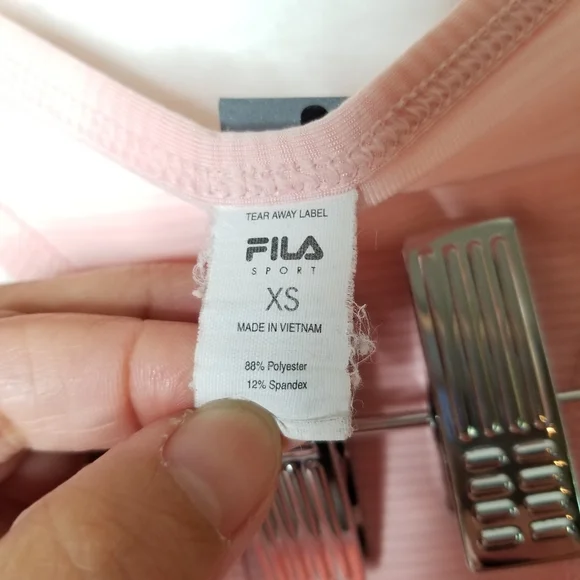 TEAR AWAY LABEL
FILA
SPORT
XS
MADE IN VIETNAM
88% Polyester
12% Spandex